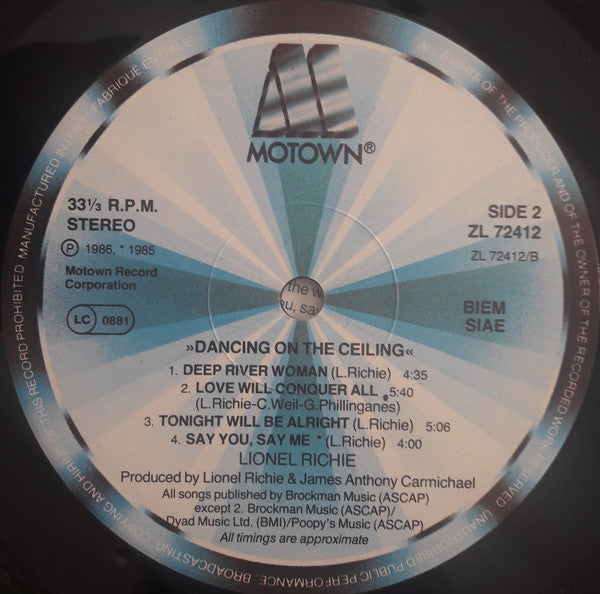 MOTOWN®
33⅓ R.P.M.
STEREO
Ⓟ 1986, * 1985
Motown Record
Corporation
LC 0881
SIDE 2
ZL 72412
ZL 72412/B
BIEM
SIAE
the w
ou, say
»DANCING ON THE CEILING«
1. DEEP RIVER WOMAN (L.Richie) 4:35
2. LOVE WILL CONQUER ALL 5:40
(L.Richie-C.Weil-G.Phillinganes)
3. TONIGHT WILL BE ALRIGHT (L.Richie) 5:06
4. SAY YOU, SAY ME * (L.Richie) 4:00
LIONEL RICHIE
Produced by Lionel Richie & James Anthony Carmichael
All songs published by Brockman Music (ASCAP)
except 2. Brockman Music (ASCAP)/
Dyad Music Ltd. (BMI)/Poopy's Music (ASCAP)
All timings are approximate
ALL RIGHTS OF THE PRODUCER AND OF THE OWNER OF THE RECORDED WORK RESERVED. UNAUTHORISED PUBLIC PERFORMANCE, BROADCASTING, COPYING AND HIRING OF THIS RECORD PROHIBITED. MANUFACTURED IN ITALY. FABRIQUE EN ITALIE